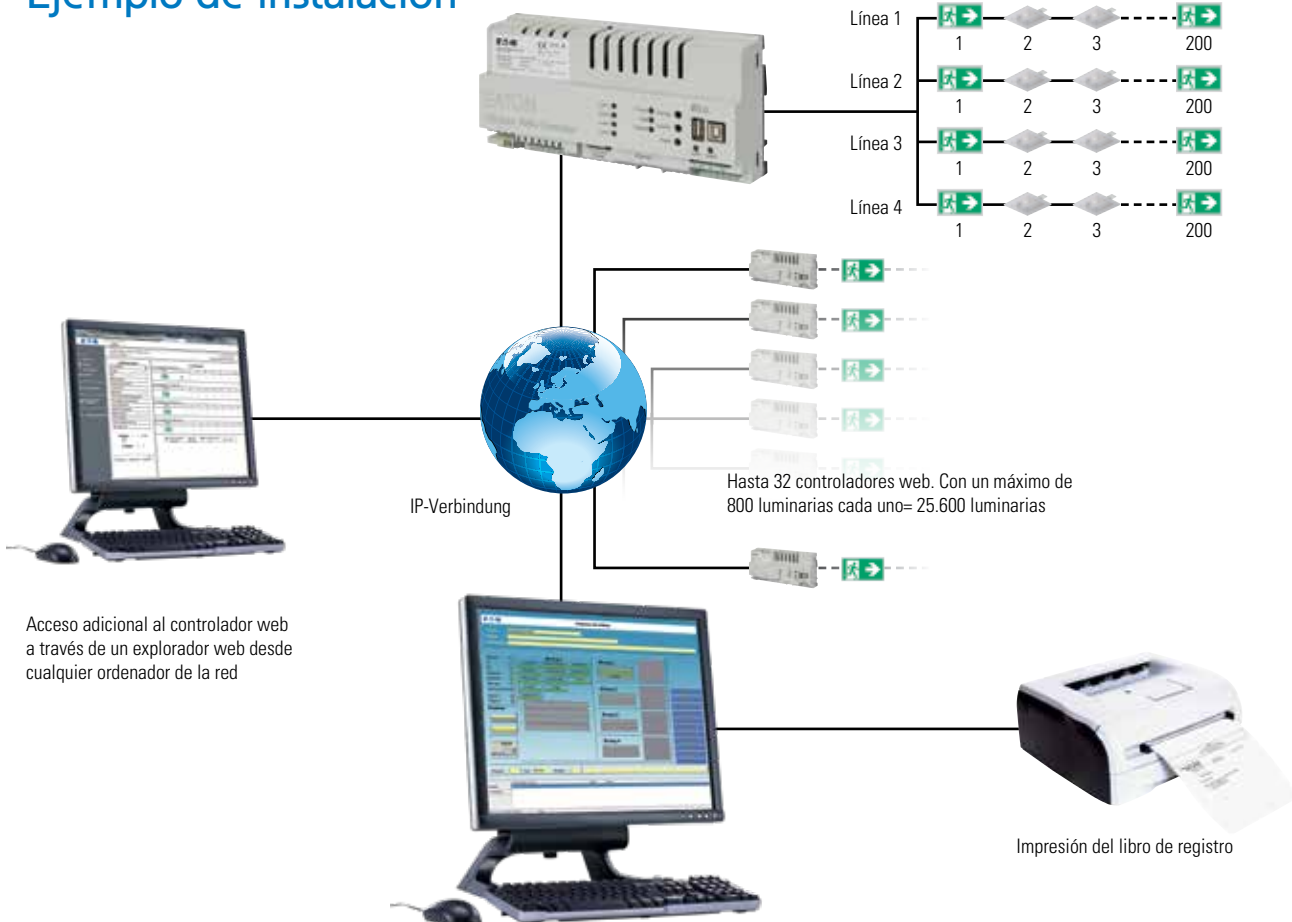 Ejemplo de instalación
Línea 1
1 2 3 200
Línea 2
1 2 3 200
Línea 3
1 2 3 200
Línea 4
1 2 3 200
EATON
IP-Verbindung
Hasta 32 controladores web. Con un máximo de
800 luminarias cada uno= 25.600 luminarias
Acceso adicional al controlador web
a través de un explorador web desde
cualquier ordenador de la red
Impresión del libro de registro